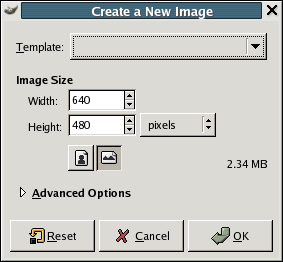 Create a New Image
Template:
Image Size
Width: 640
Height: 480 pixels
2.34 MB
Advanced Options
Reset Cancel OK